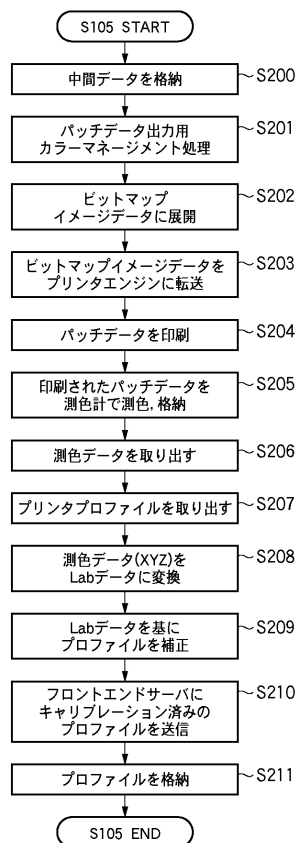 S105 START
中間データを格納
S200
パッチデータ出力用
カラーマネージメント処理
S201
ビットマップ
イメージデータに展開
S202
ビットマップイメージデータを
プリンタエンジンに転送
S203
パッチデータを印刷
S204
印刷されたパッチデータを
測色計で測色,格納
S205
測色データを取り出す
S206
プリンタプロファイルを取り出す
S207
測色データ(XYZ)を
Labデータに変換
S208
Labデータを基に
プロファイルを補正
S209
フロントエンドサーバに
キャリブレーション済みの
プロファイルを送信
S210
プロファイルを格納
S211
S105 END